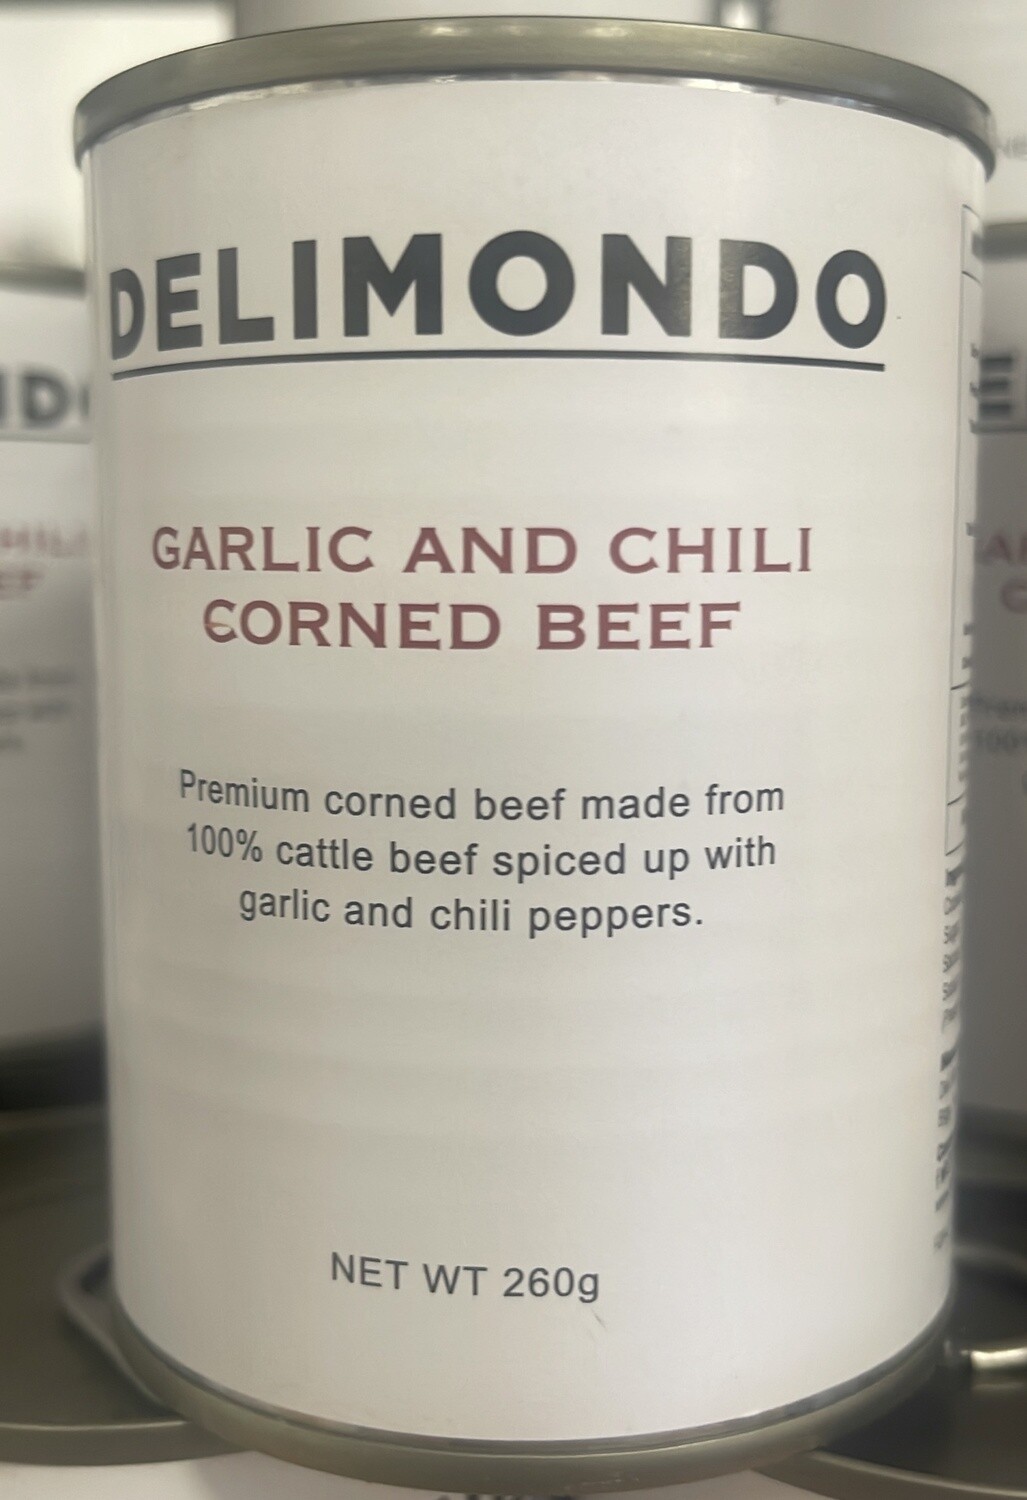 DELIMONDO
GARLIC AND CHILI
CORNED BEEF
Premium corned beef made from
100% cattle beef spiced up with
garlic and chili peppers.
NET WT 260g